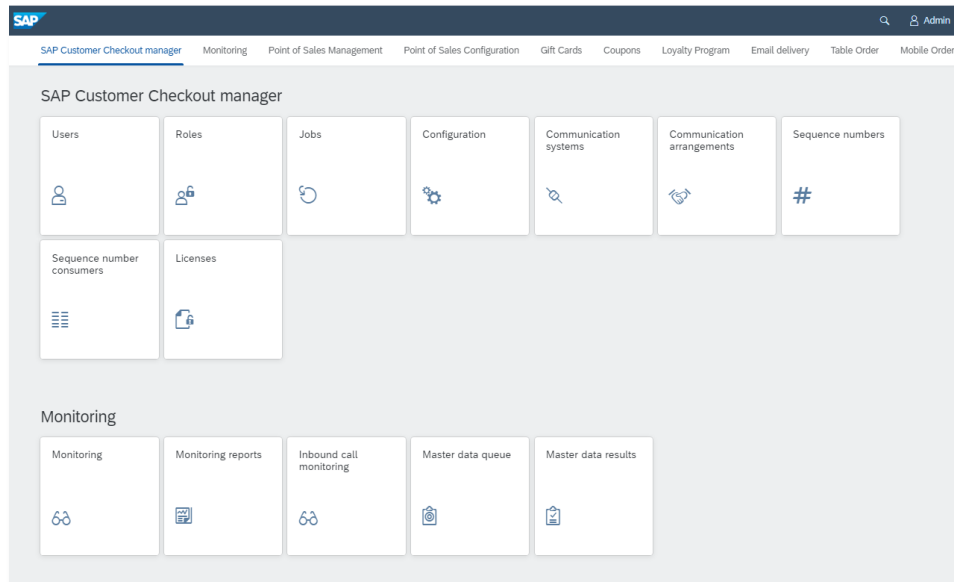 SAP
Admin
SAP Customer Checkout manager Monitoring Point of Sales Management Point of Sales Configuration Gift Cards Coupons Loyalty Program Email delivery Table Order Mobile Order
SAP Customer Checkout manager
Users
Roles
Jobs
Configuration
Communication
systems
Communication
arrangements
Sequence numbers
#
Sequence number
consumers
Licenses
Monitoring
Monitoring
Monitoring reports
Inbound call
monitoring
Master data queue
Master data results